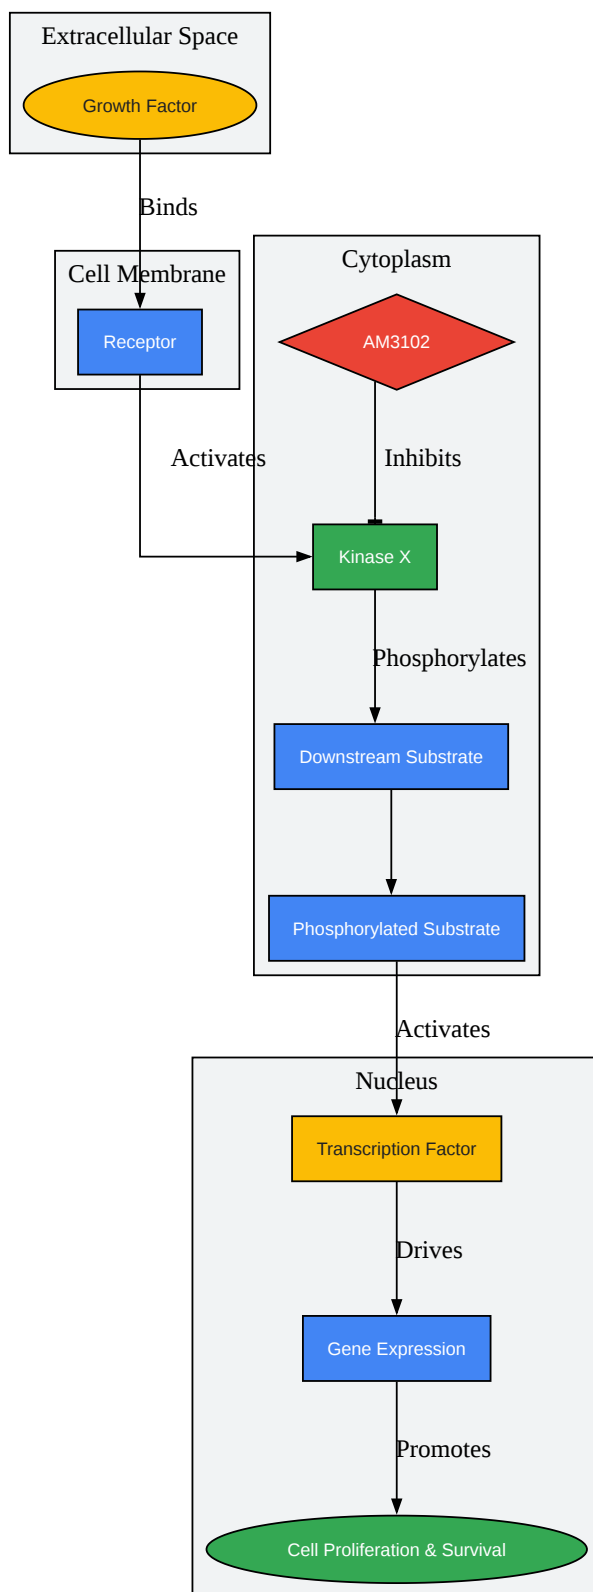 Extracellular Space
Growth Factor
Binds
Cell Membrane
Receptor
Cytoplasm
AM3102
Activates
Inhibits
Kinase X
Phosphorylates
Downstream Substrate
Phosphorylated Substrate
Activates
Nucleus
Transcription Factor
Drives
Gene Expression
Promotes
Cell Proliferation & Survival